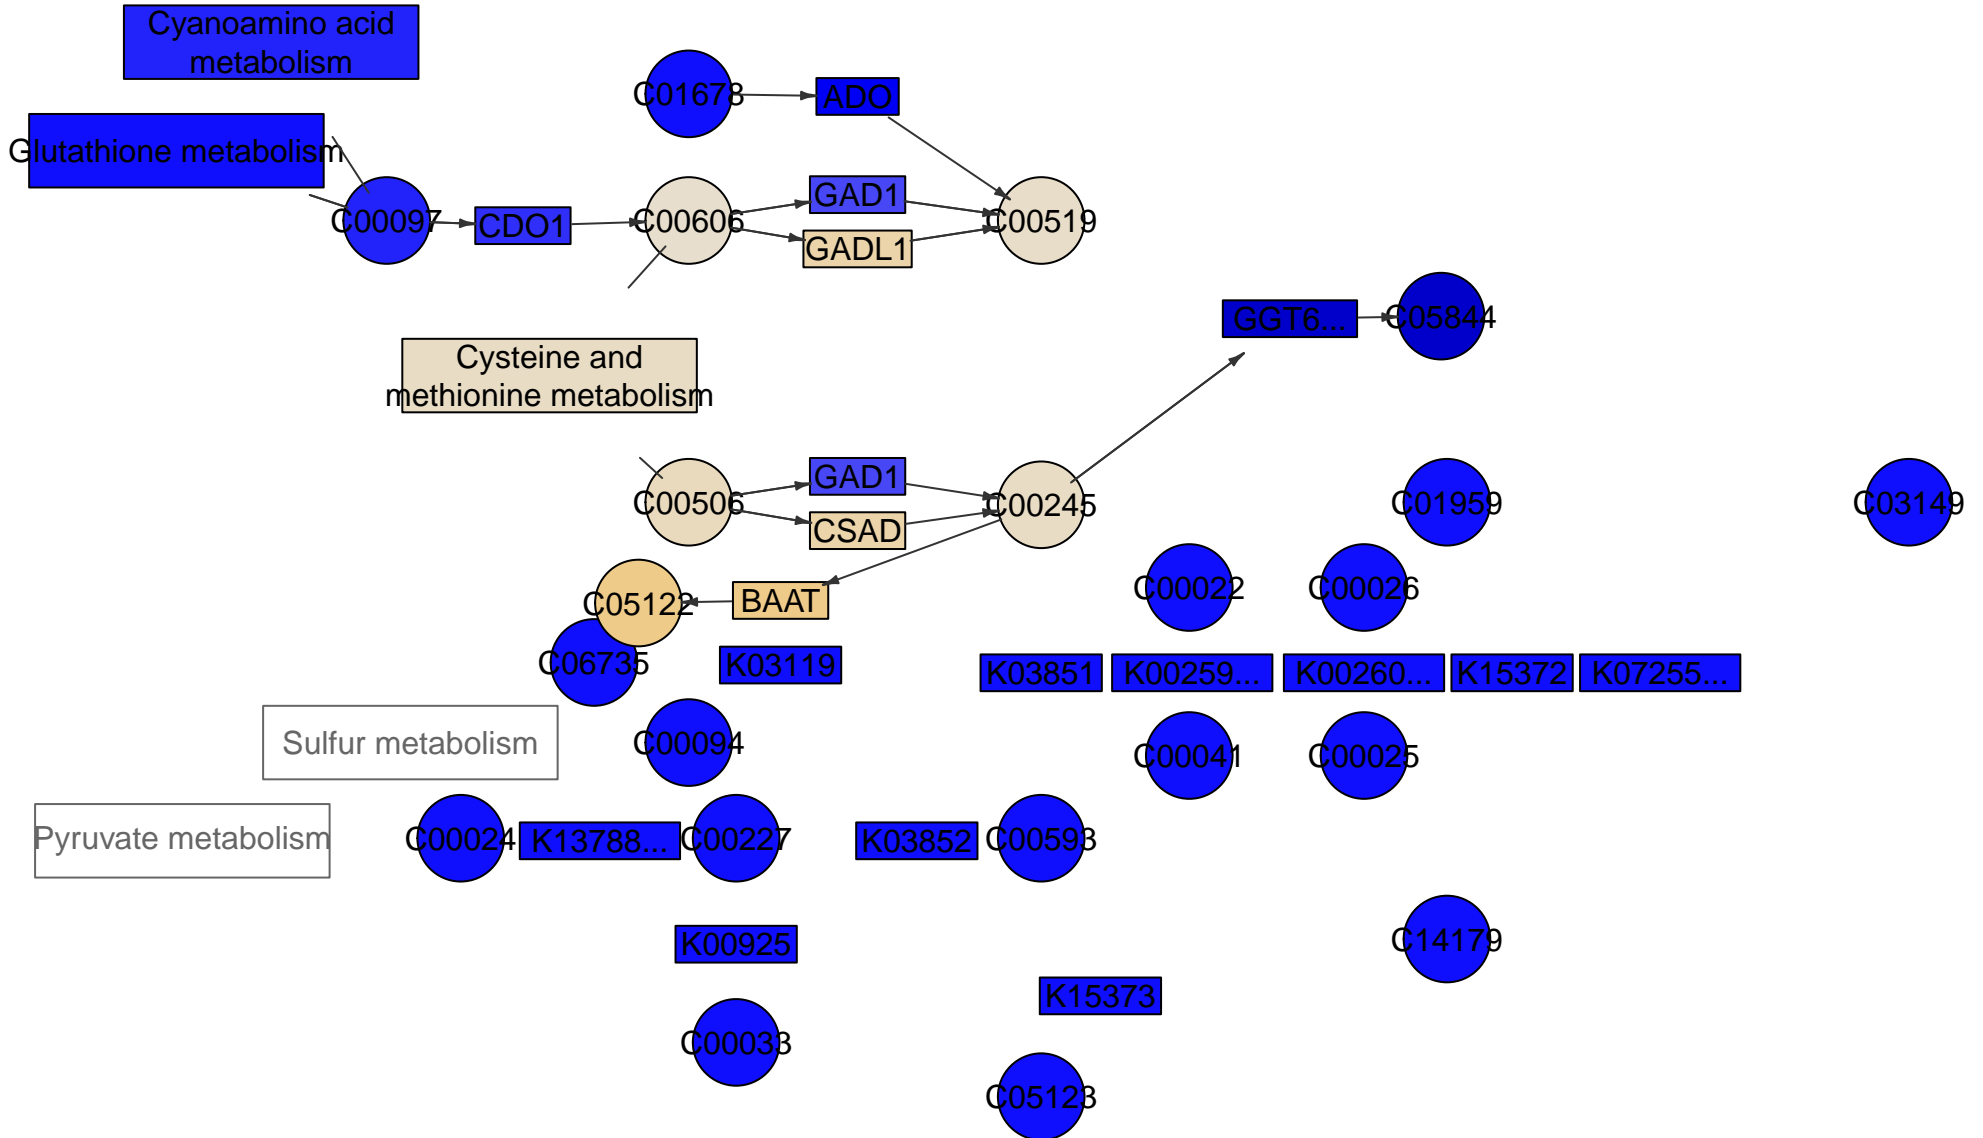 Cyanoamino acid
metabolism
C01678
ADO
Glutathione metabolism
C00097
CDO1
C00606
GAD1
GADL1
C00519
GGT6...
C05844
Cysteine and
methionine metabolism
C00506
GAD1
CSAD
C00245
C01959
C03149
C05122
BAAT
C00022
C00026
C06735
K03119
K03851
K00259...
K00260...
K15372
K07255...
Sulfur metabolism
C00094
C00041
C00025
Pyruvate metabolism
C00024
K13788...
C00227
K03852
C00593
K00925
C14179
K15373
C00033
C05123